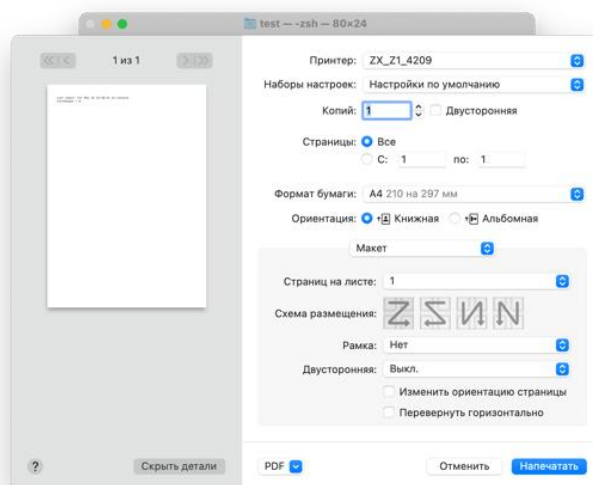 test — -zsh — 80×24
1 из 1
Принтер: ZX_Z1_4209
Наборы настроек: Настройки по умолчанию
Копий: 1 Двусторонняя
Страницы: Все
С: 1 по: 1
Формат бумаги: A4 210 на 297 мм
Ориентация: Книжная Альбомная
Макет
Страниц на листе: 1
Схема размещения:
Рамка: Нет
Двусторонняя: Выкл.
Изменить ориентацию страницы
Перевернуть горизонтально
? Скрыть детали PDF Отменить Напечатать